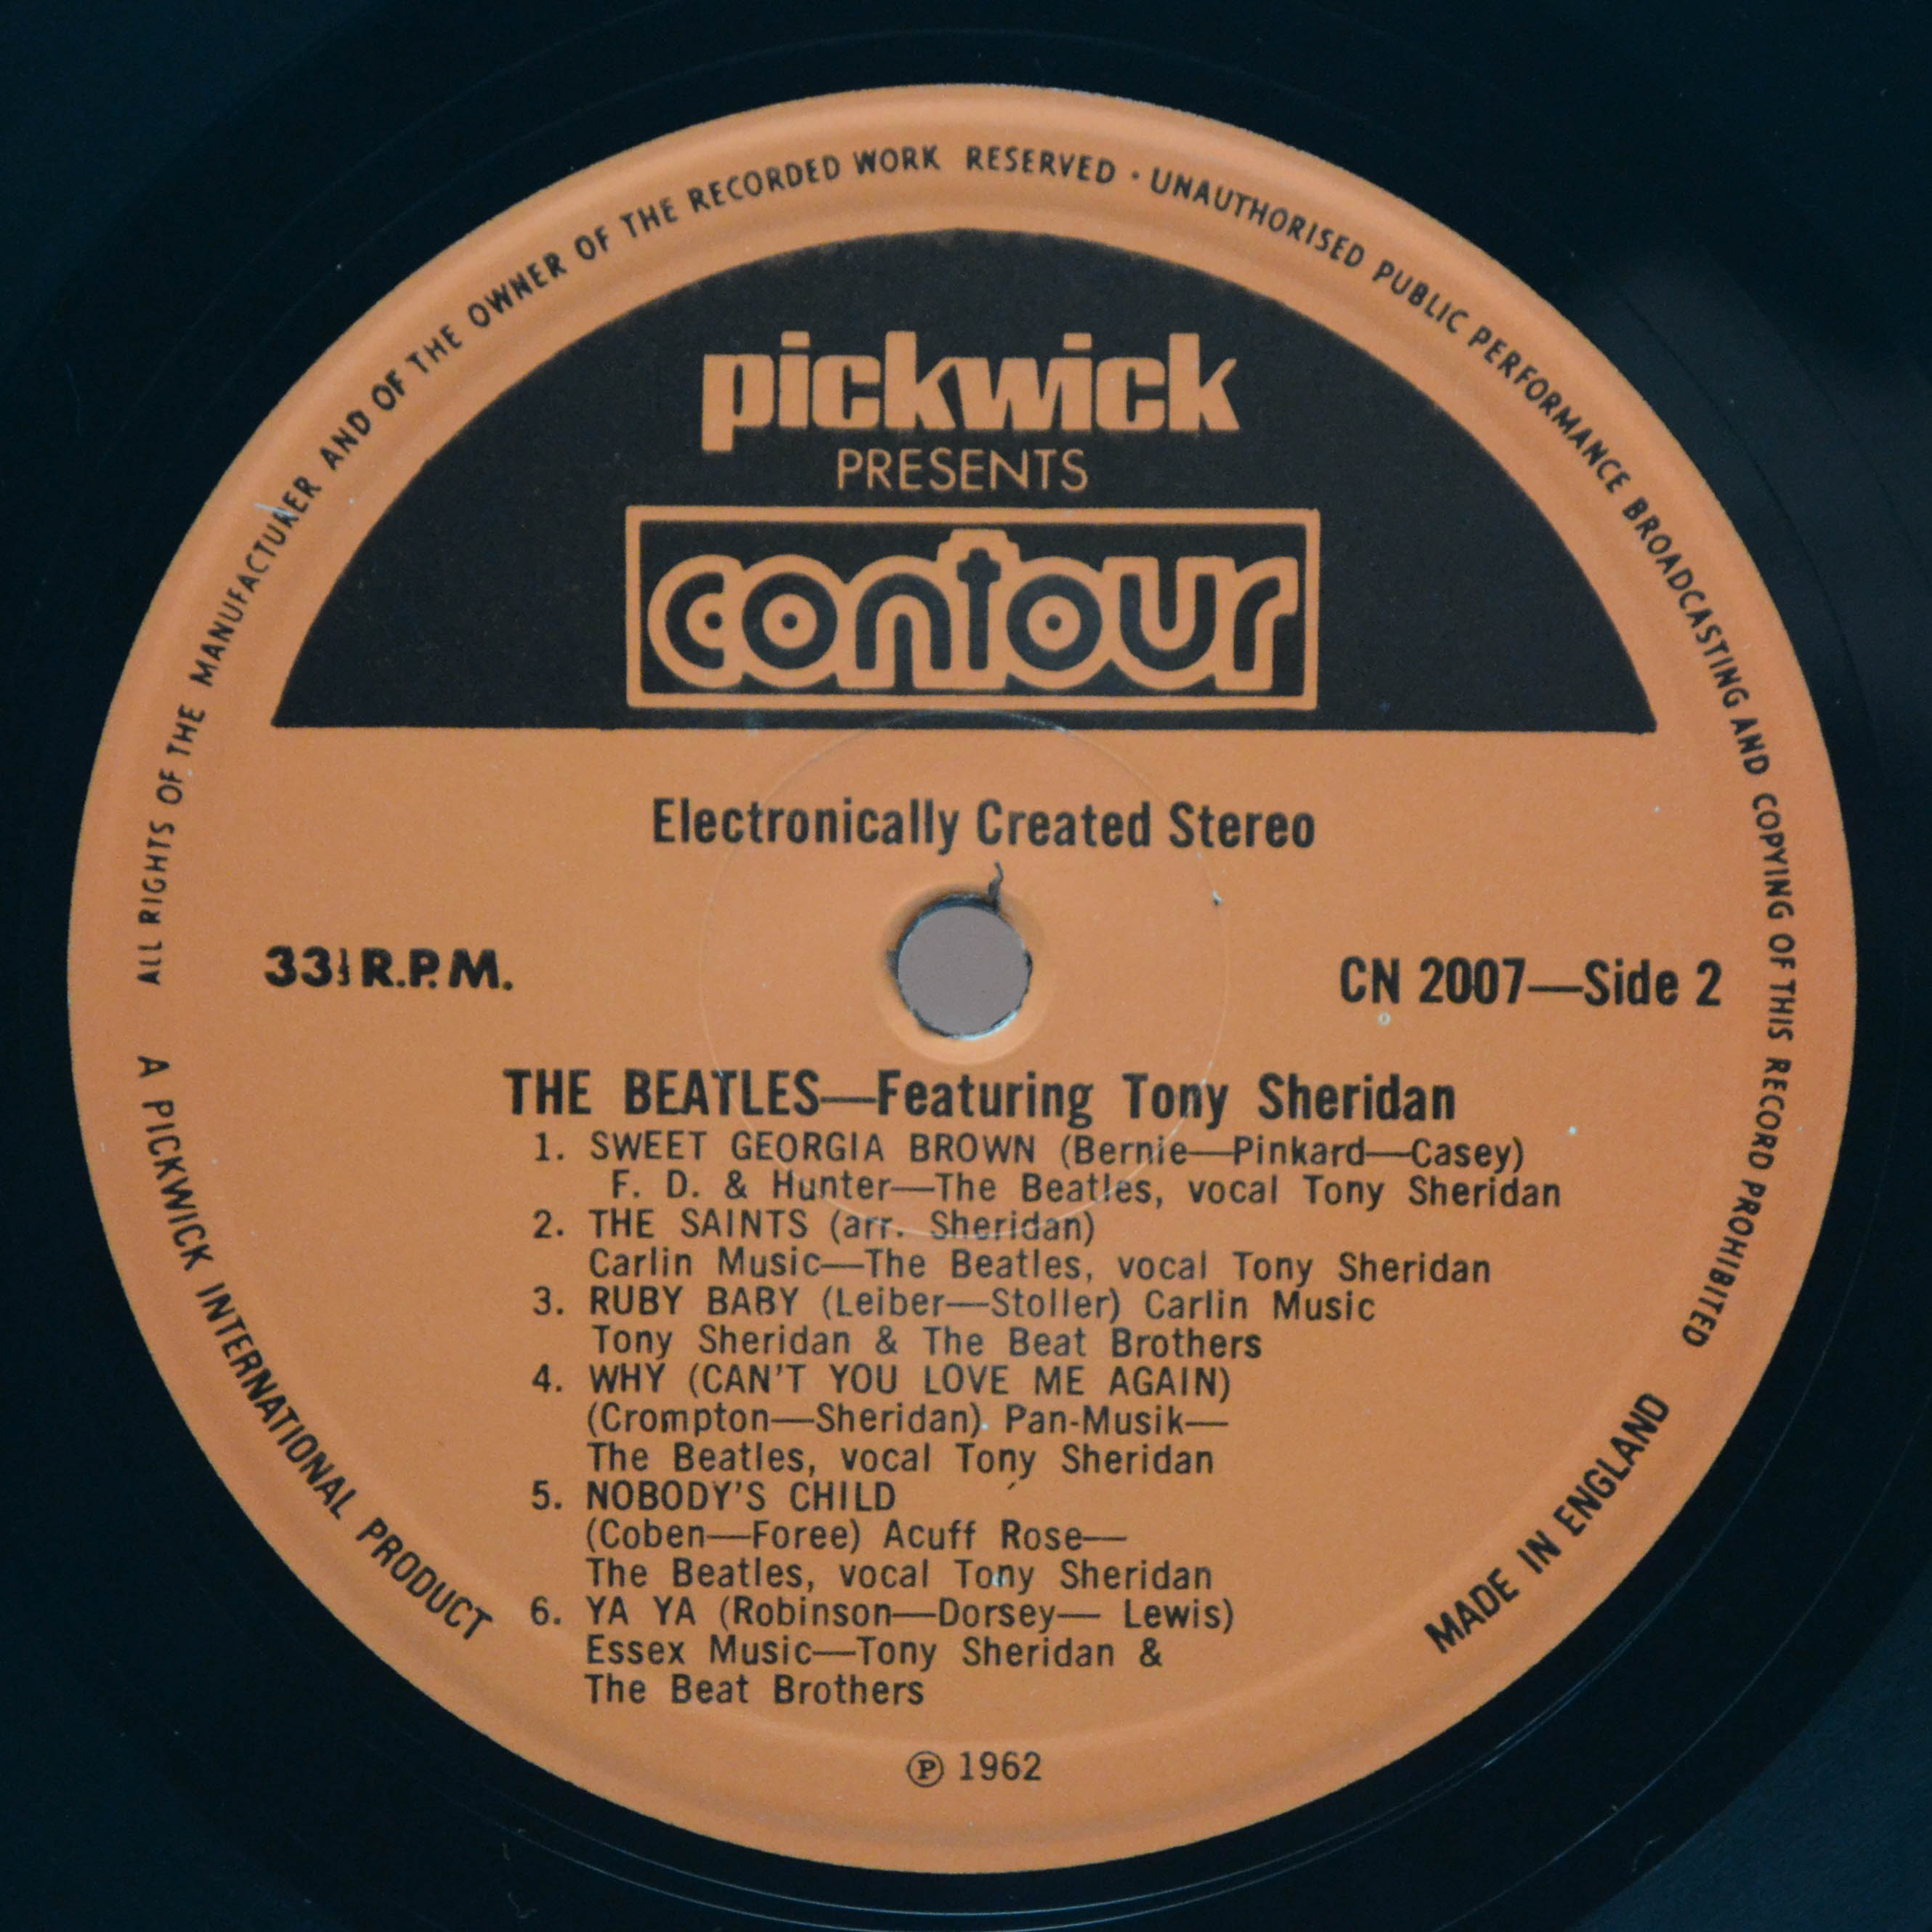 ALL RIGHTS OF THE MANUFACTURER AND OF THE OWNER OF THE RECORDED WORK RESERVED · UNAUTHORISED PUBLIC PERFORMANCE BROADCASTING AND COPYING OF THIS RECORD PROHIBITED
pickwick
PRESENTS
contour
Electronically Created Stereo
33⅓ R.P.M.
CN 2007—Side 2
THE BEATLES—Featuring Tony Sheridan
1. SWEET GEORGIA BROWN (Bernie—Pinkard—Casey)
F. D. & Hunter—The Beatles, vocal Tony Sheridan
2. THE SAINTS (arr. Sheridan)
Carlin Music—The Beatles, vocal Tony Sheridan
3. RUBY BABY (Leiber—Stoller) Carlin Music
Tony Sheridan & The Beat Brothers
4. WHY (CAN'T YOU LOVE ME AGAIN)
(Crompton—Sheridan) Pan-Musik—
The Beatles, vocal Tony Sheridan
5. NOBODY'S CHILD
(Coben—Foree) Acuff Rose—
The Beatles, vocal Tony Sheridan
6. YA YA (Robinson—Dorsey— Lewis)
Essex Music—Tony Sheridan &
The Beat Brothers
℗ 1962
A PICKWICK INTERNATIONAL PRODUCT
MADE IN ENGLAND